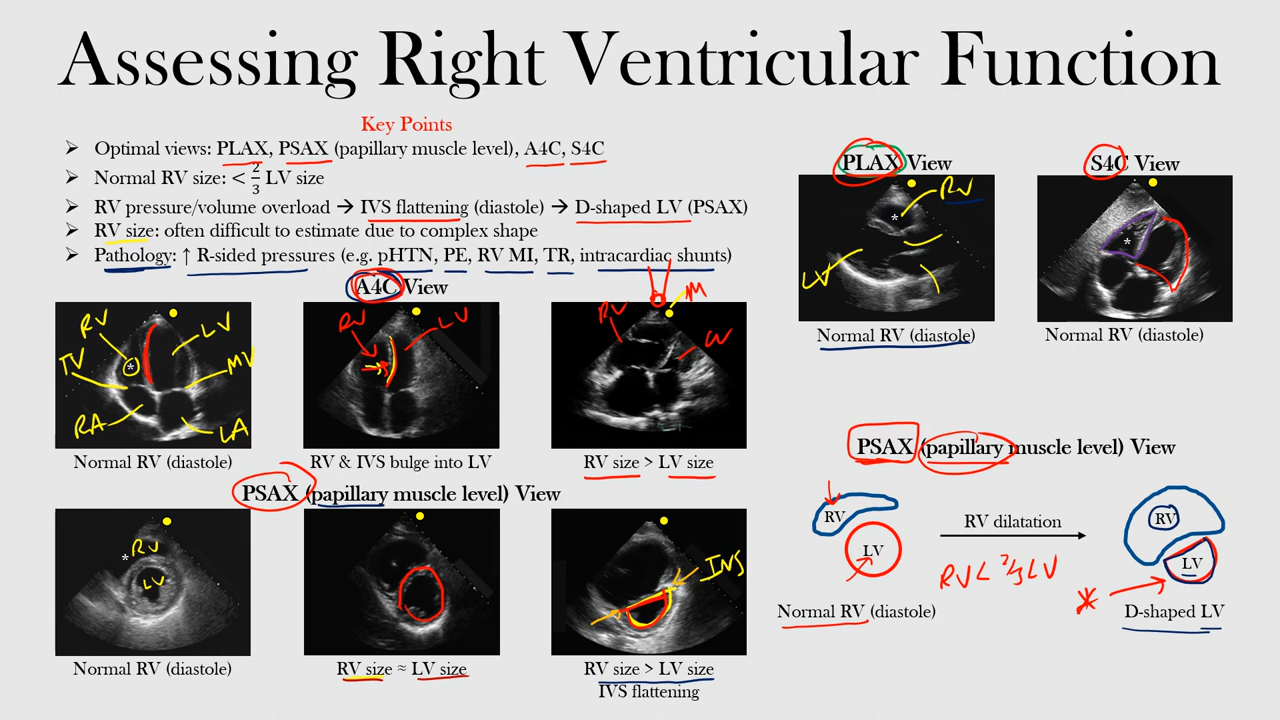 Assessing Right Ventricular Function
Key Points
➤ Optimal views: PLAX, PSAX (papillary muscle level), A4C, S4C
➤ Normal RV size: < 2/3 LV size
➤ RV pressure/volume overload → IVS flattening (diastole) → D-shaped LV (PSAX)
➤ RV size: often difficult to estimate due to complex shape
➤ Pathology: ↑ R-sided pressures (e.g. pHTN, PE, RV MI, TR, intracardiac shunts)
A4C View
RV LV
TV MV
RA LA
*
Normal RV (diastole)
RV LV
RV & IVS bulge into LV
RV M
RV size > LV size
PSAX (papillary muscle level) View
* RV
LV
Normal RV (diastole)
RV size ≈ LV size
IVS
RV size > LV size
IVS flattening
PLAX View
RV
*
LV
Normal RV (diastole)
S4C View
*
Normal RV (diastole)
PSAX (papillary muscle level) View
RV
LV
Normal RV (diastole)
RV dilatation
RV < 2/3 LV
RV
LV
*
D-shaped LV